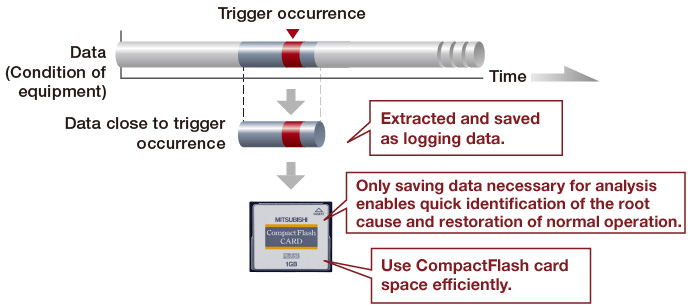 Trigger occurrence
Data
(Condition of
equipment)
Time
Data close to trigger
occurrence
Extracted and saved
as logging data.
Only saving data necessary for analysis
enables quick identification of the root
cause and restoration of normal operation.
MITSUBISHI
CompactFlash
CARD
1GB
Use CompactFlash card
space efficiently.